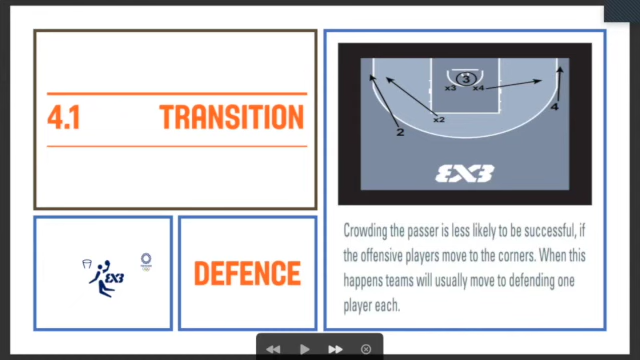 4.1 TRANSITION
3X3
DEFENCE
3
x3 x4
x2
2
4
3X3
Crowding the passer is less likely to be successful, if
the offensive players move to the corners. When this
happens teams will usually move to defending one
player each.